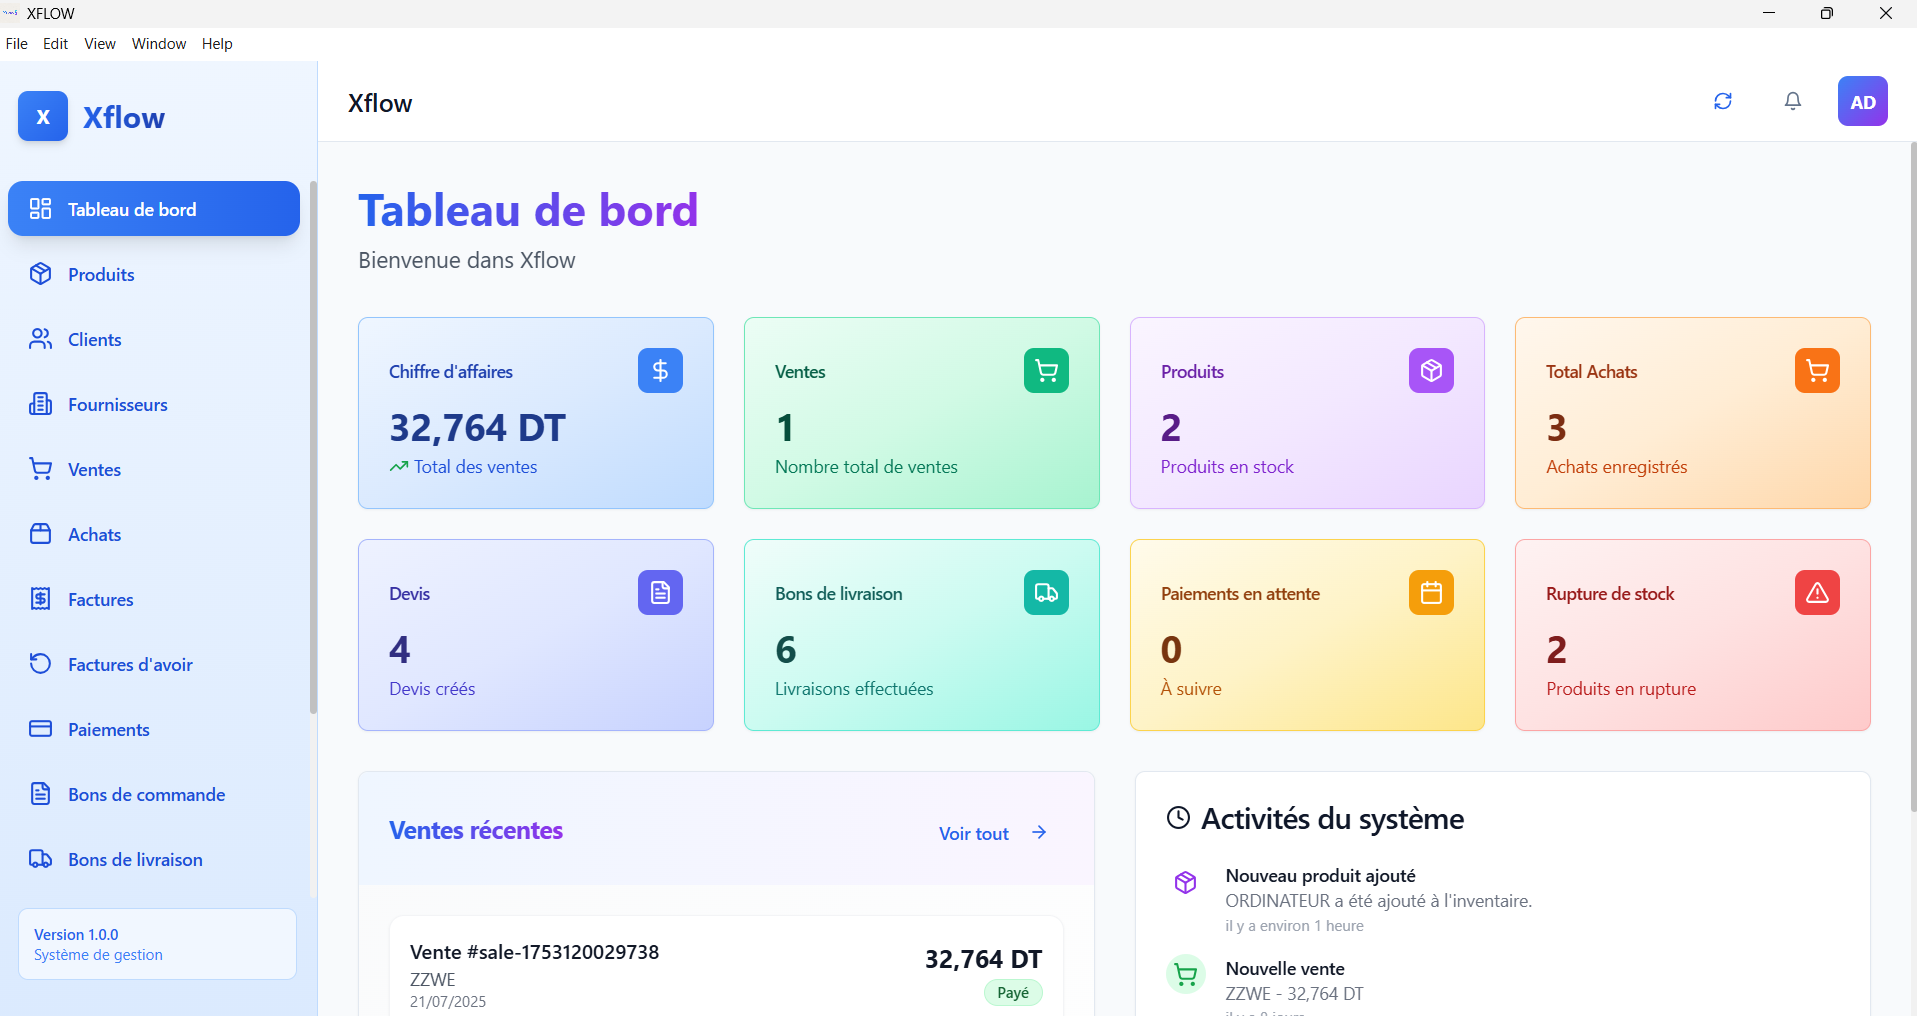 XFLOW
File Edit View Window Help
X Xflow
Tableau de bord
Produits
Clients
Fournisseurs
Ventes
Achats
Factures
Factures d'avoir
Paiements
Bons de commande
Bons de livraison
Version 1.0.0
Système de gestion
Xflow
AD
Tableau de bord
Bienvenue dans Xflow
Chiffre d'affaires
32,764 DT
Total des ventes
Ventes
1
Nombre total de ventes
Produits
2
Produits en stock
Total Achats
3
Achats enregistrés
Devis
4
Devis créés
Bons de livraison
6
Livraisons effectuées
Paiements en attente
0
À suivre
Rupture de stock
2
Produits en rupture
Ventes récentes
Voir tout
Vente #sale-1753120029738
ZZWE
21/07/2025
32,764 DT
Payé
Activités du système
Nouveau produit ajouté
ORDINATEUR a été ajouté à l'inventaire.
il y a environ 1 heure
Nouvelle vente
ZZWE - 32,764 DT